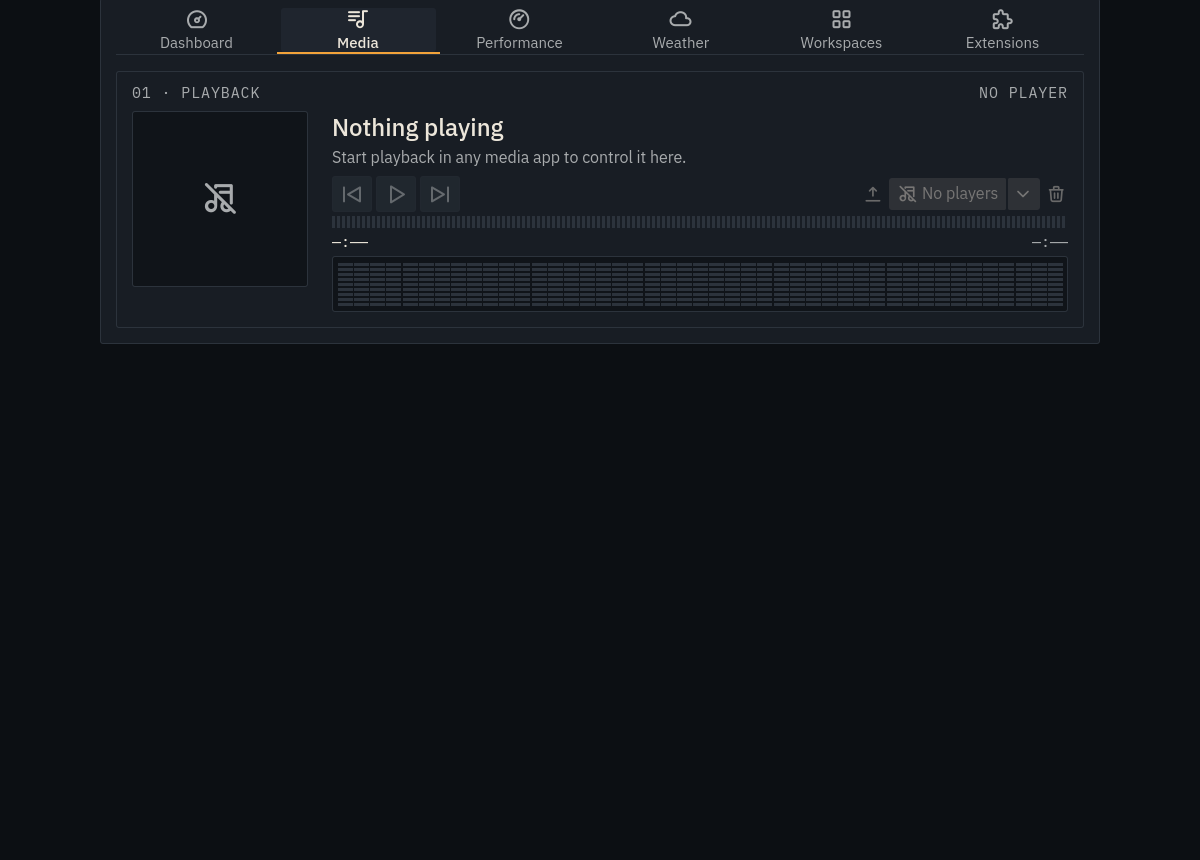 Dashboard
Media
Performance
Weather
Workspaces
Extensions
01 · PLAYBACK
NO PLAYER
Nothing playing
Start playback in any media app to control it here.
No players
—:——
—:——